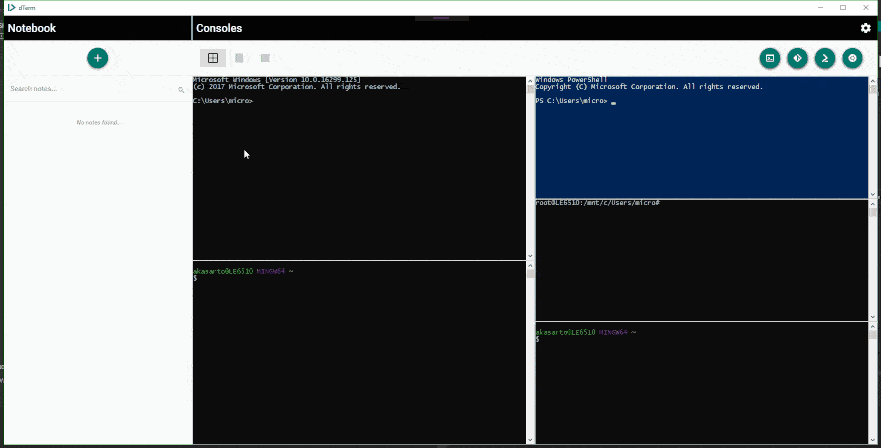 dTerm
Notebook
Consoles
Search notes...
No notes found...
Microsoft Windows [Version 10.0.16299.125]
(c) 2017 Microsoft Corporation. All rights reserved.
C:\Users\micro>
akasarto@LE6510 MINGW64 ~
$
Windows PowerShell
Copyright (C) Microsoft Corporation. All rights reserved.
PS C:\Users\micro> _
root@LE6510:/mnt/c/Users/micro#
akasarto@LE6510 MINGW64 ~
$